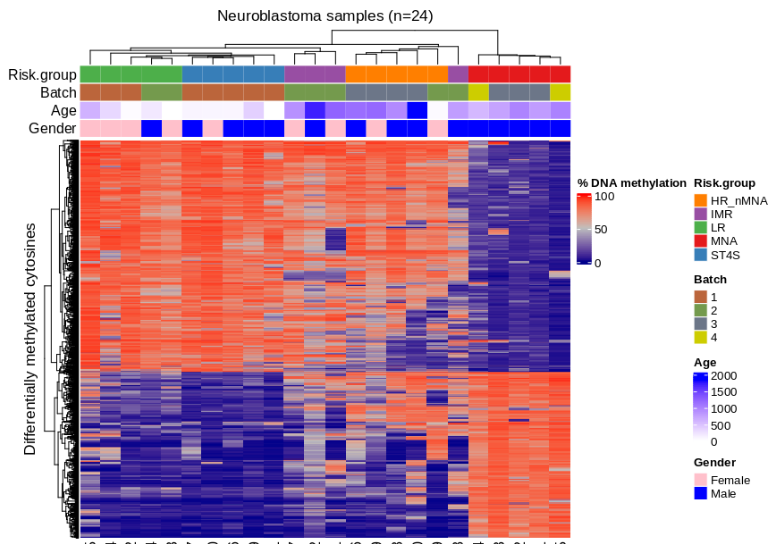 Neuroblastoma samples (n=24)
Risk.group
Batch
Age
Gender
Differentially methylated cytosines
% DNA methylation
100
50
0
Risk.group
HR_nMNA
IMR
LR
MNA
ST4S
Batch
1
2
3
4
Age
2000
1500
1000
500
0
Gender
Female
Male